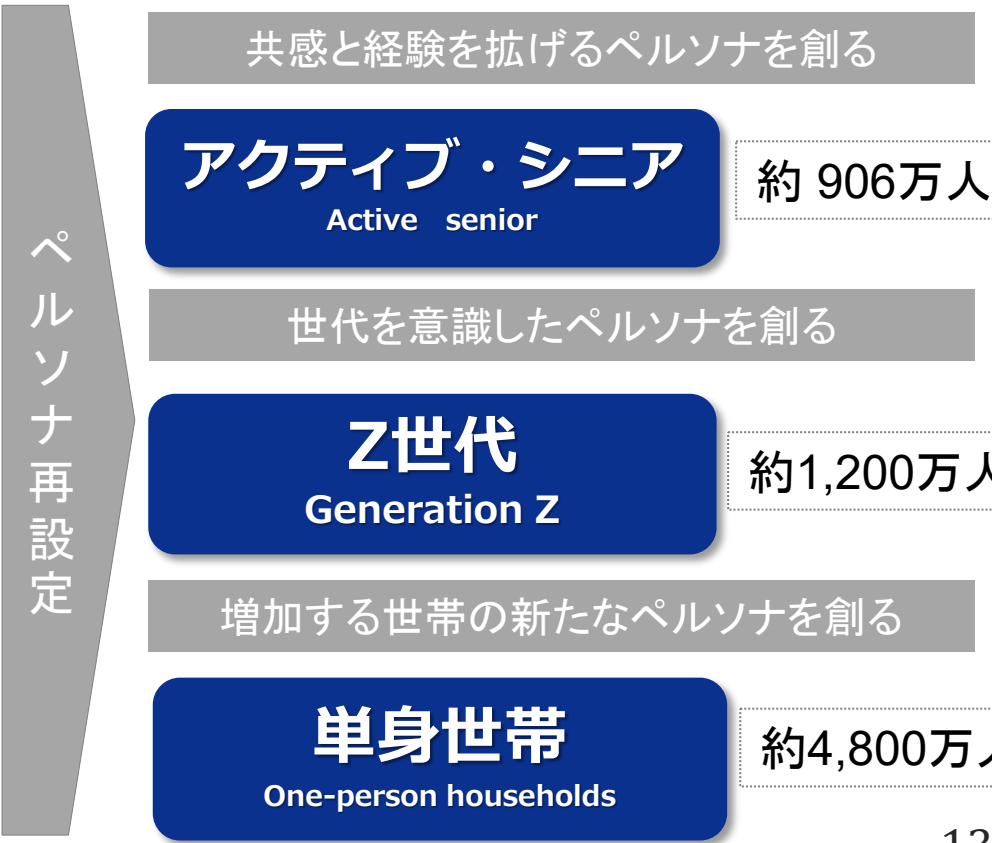 ペルソナ再設定
共感と経験を拡げるペルソナを創る
アクティブ・シニア
Active senior
約 906万人
世代を意識したペルソナを創る
Z世代
Generation Z
約1,200万人
増加する世帯の新たなペルソナを創る
単身世帯
One-person households
約4,800万人